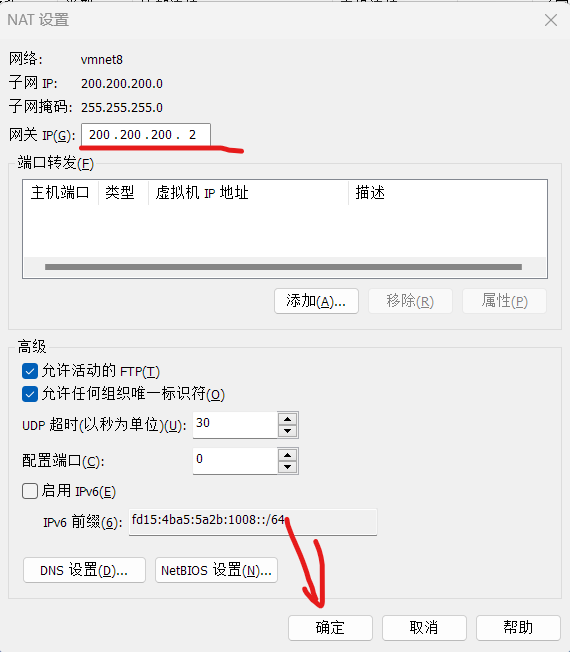 NAT 设置
网络: vmnet8
子网 IP: 200.200.200.0
子网掩码: 255.255.255.0
网关 IP(G): 200 . 200 . 200 . 2
端口转发(F)
主机端口 类型 虚拟机 IP 地址 描述
添加(A)... 移除(R) 属性(P)
高级
允许活动的 FTP(T)
允许任何组织唯一标识符(O)
UDP 超时(以秒为单位)(U): 30
配置端口(C): 0
启用 IPv6(E)
IPv6 前缀(6): fd15:4ba5:5a2b:1008::/64
DNS 设置(D)... NetBIOS 设置(N)...
确定 取消 帮助